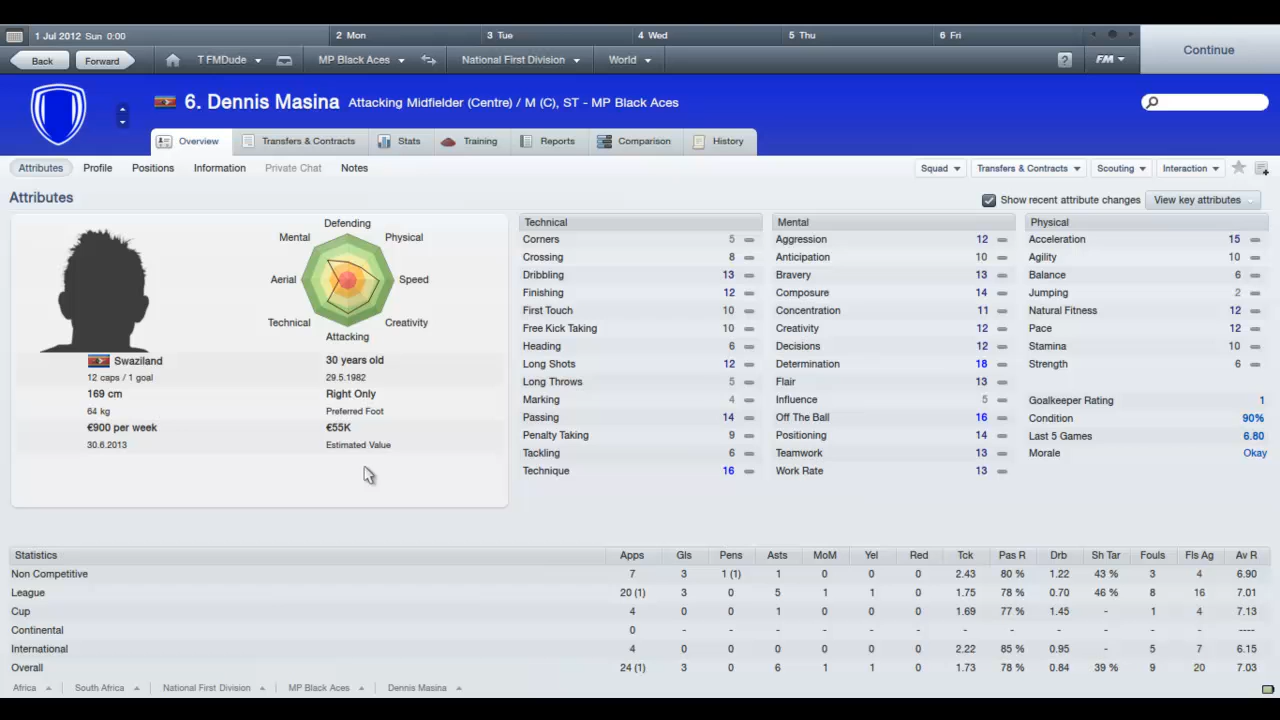 1 Jul 2012 Sun 0:00 2 Mon 3 Tue 4 Wed 5 Thu 6 Fri
Continue
Back Forward T FMDude MP Black Aces National First Division World ? FM
6. Dennis Masina Attacking Midfielder (Centre) / M (C), ST - MP Black Aces
Overview Transfers & Contracts Stats Training Reports Comparison History
Attributes Profile Positions Information Private Chat Notes Squad Transfers & Contracts Scouting Interaction
Attributes Show recent attribute changes View key attributes
Defending
Mental Physical
Aerial Speed
Technical Creativity
Attacking
Swaziland 30 years old
12 caps / 1 goal 29.5.1982
169 cm Right Only
64 kg Preferred Foot
€900 per week €55K
30.6.2013 Estimated Value
Technical Mental Physical
Corners 5 Aggression 12 Acceleration 15
Crossing 8 Anticipation 10 Agility 10
Dribbling 13 Bravery 13 Balance 6
Finishing 12 Composure 14 Jumping 2
First Touch 10 Concentration 11 Natural Fitness 12
Free Kick Taking 10 Creativity 12 Pace 12
Heading 6 Decisions 12 Stamina 10
Long Shots 12 Determination 18 Strength 6
Long Throws 5 Flair 13
Marking 4 Influence 5 Goalkeeper Rating 1
Passing 14 Off The Ball 16 Condition 90%
Penalty Taking 9 Positioning 14 Last 5 Games 6.80
Tackling 6 Teamwork 13 Morale Okay
Technique 16 Work Rate 13
Statistics Apps Gls Pens Asts MoM Yel Red Tck Pas R Drb Sh Tar Fouls Fls Ag Av R
Non Competitive 7 3 1 (1) 1 0 0 0 2.43 80 % 1.22 43 % 3 4 6.90
League 20 (1) 3 0 5 1 1 0 1.75 78 % 0.70 46 % 8 16 7.01
Cup 4 0 0 1 0 0 0 1.69 77 % 1.45 - 1 4 7.13
Continental 0 - - - - - - - - - - - - ----
International 4 0 0 0 0 0 0 2.22 85 % 0.95 - 5 7 6.15
Overall 24 (1) 3 0 6 1 1 0 1.73 78 % 0.84 39 % 9 20 7.03
Africa South Africa National First Division MP Black Aces Dennis Masina